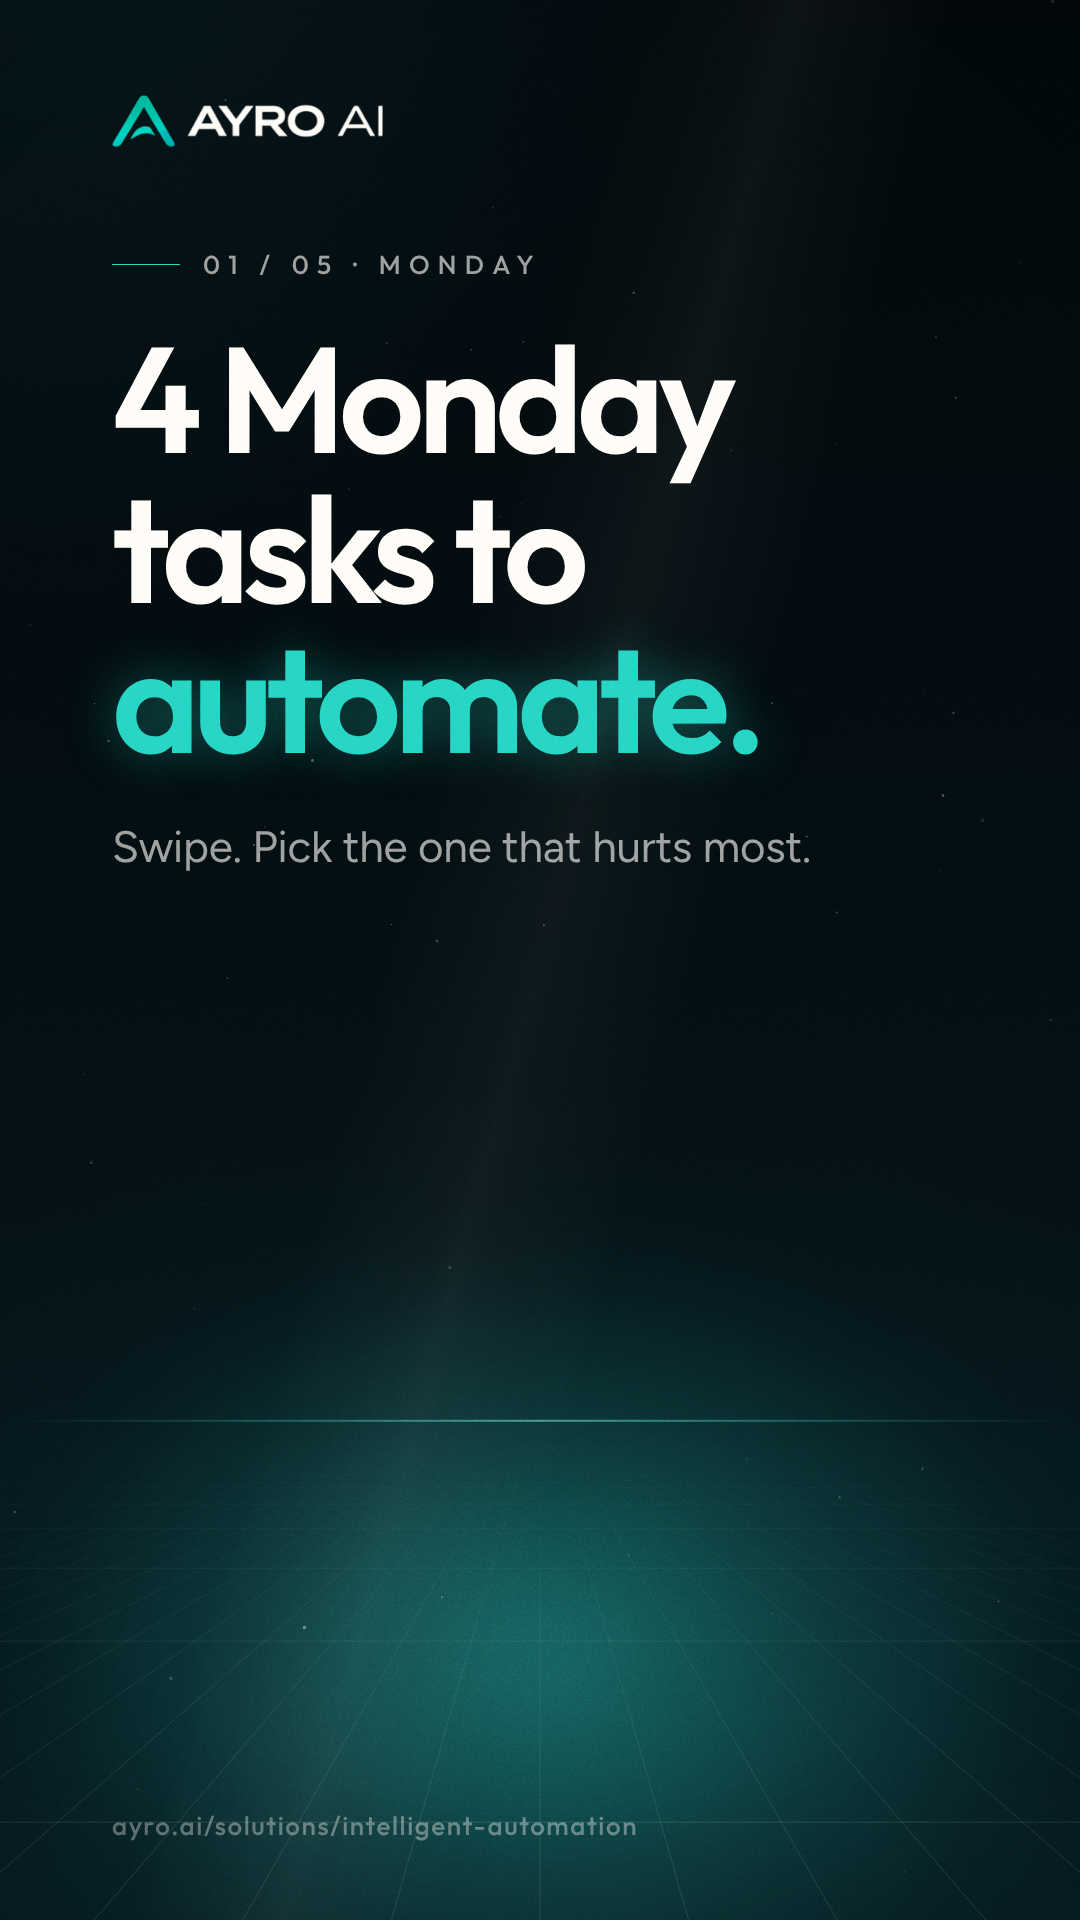 AYRO AI
01 / 05 · MONDAY
4 Monday
tasks to
automate.
Swipe. Pick the one that hurts most.
ayro.ai/solutions/intelligent-automation